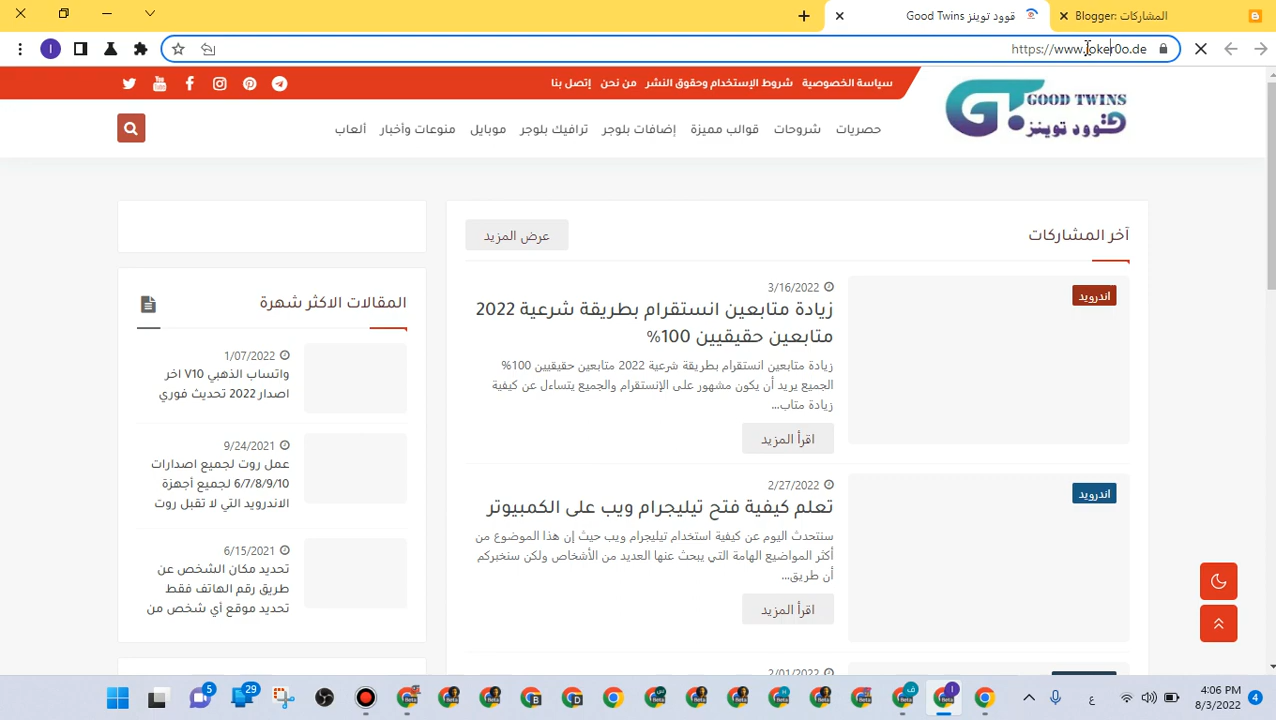 Blogger: المشاركات
Good Twins قوود توينز
https://www.joker0o.de
سياسة الخصوصية شروط الإستخدام وحقوق النشر من نحن إتصل بنا
GOOD TWINS
قوود توينز
حصريات شروحات قوالب مميزة إضافات بلوجر ترافيك بلوجر موبايل منوعات وأخبار ألعاب
آخر المشاركات
عرض المزيد
اندرويد
3/16/2022
زيادة متابعين انستقرام بطريقة شرعية 2022
متابعين حقيقيين 100%
زيادة متابعين انستقرام بطريقة شرعية 2022 متابعين حقيقيين 100%
الجميع يريد أن يكون مشهور على الإنستقرام والجميع يتساءل عن كيفية
زيادة متاب...
اقرأ المزيد
اندرويد
2/27/2022
تعلم كيفية فتح تيليجرام ويب على الكمبيوتر
سنتحدث اليوم عن كيفية استخدام تيليجرام ويب حيث إن هذا الموضوع من
أكثر المواضيع الهامة التي يبحث عنها العديد من الأشخاص ولكن سنخبركم
أن طريق...
اقرأ المزيد
2/01/2022
المقالات الاكثر شهرة
1/07/2022
واتساب الذهبي V10 اخر
اصدار 2022 تحديث فوري
9/24/2021
عمل روت لجميع اصدارات
6/7/8/9/10 لجميع أجهزة
الاندرويد التي لا تقبل روت
6/15/2021
تحديد مكان الشخص عن
طريق رقم الهاتف فقط
تحديد موقع أي شخص من
5
29
ع
4:06 PM
8/3/2022
4